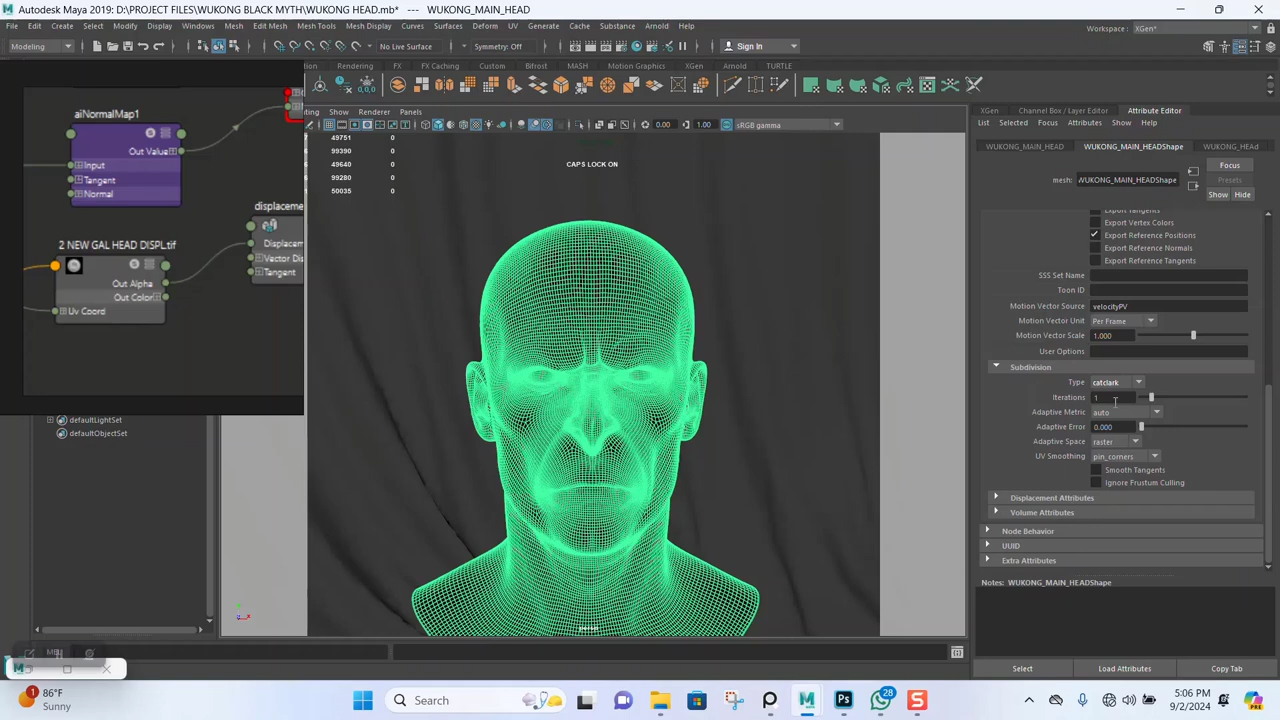 Autodesk Maya 2019: D:\PROJECT FILES\WUKONG BLACK MYTH\WUKONG HEAD.mb* --- WUKONG_MAIN_HEAD
File Edit Create Select Modify Display Windows Mesh Edit Mesh Mesh Tools Mesh Display Curves Surfaces Deform UV Generate Cache Substance Arnold Help
Workspace : XGen*
Modeling
No Live Surface
Symmetry: Off
Sign In
Rendering FX FX Caching Custom Bifrost MASH Motion Graphics XGen Arnold TURTLE
Show Renderer Panels
0.00 1.00 sRGB gamma
49751 0
99390 0
49640 0
99280 0
50035 0
CAPS LOCK ON
persp
aiNormalMap1
Out Value
Input
Tangent
Normal
2 NEW GAL HEAD DISPL.tif
Out Alpha
Out Color
Uv Coord
displaceme
Displacem
Vector Dis
Tangent
defaultLightSet
defaultObjectSet
XGen Channel Box / Layer Editor Attribute Editor
List Selected Focus Attributes Show Help
WUKONG_MAIN_HEAD WUKONG_MAIN_HEADShape WUKONG_HEAd
Focus
mesh: WUKONG_MAIN_HEADShape Presets
Show Hide
Export Tangents
Export Vertex Colors
Export Reference Positions
Export Reference Normals
Export Reference Tangents
SSS Set Name
Toon ID
Motion Vector Source velocityPV
Motion Vector Unit Per Frame
Motion Vector Scale 1.000
User Options
Subdivision
Type catclark
Iterations 1
Adaptive Metric auto
Adaptive Error 0.000
Adaptive Space raster
UV Smoothing pin_corners
Smooth Tangents
Ignore Frustum Culling
Displacement Attributes
Volume Attributes
Node Behavior
UUID
Extra Attributes
Notes: WUKONG_MAIN_HEADShape
Select Load Attributes Copy Tab
1
86°F
Sunny
Search
28
5:06 PM
9/2/2024